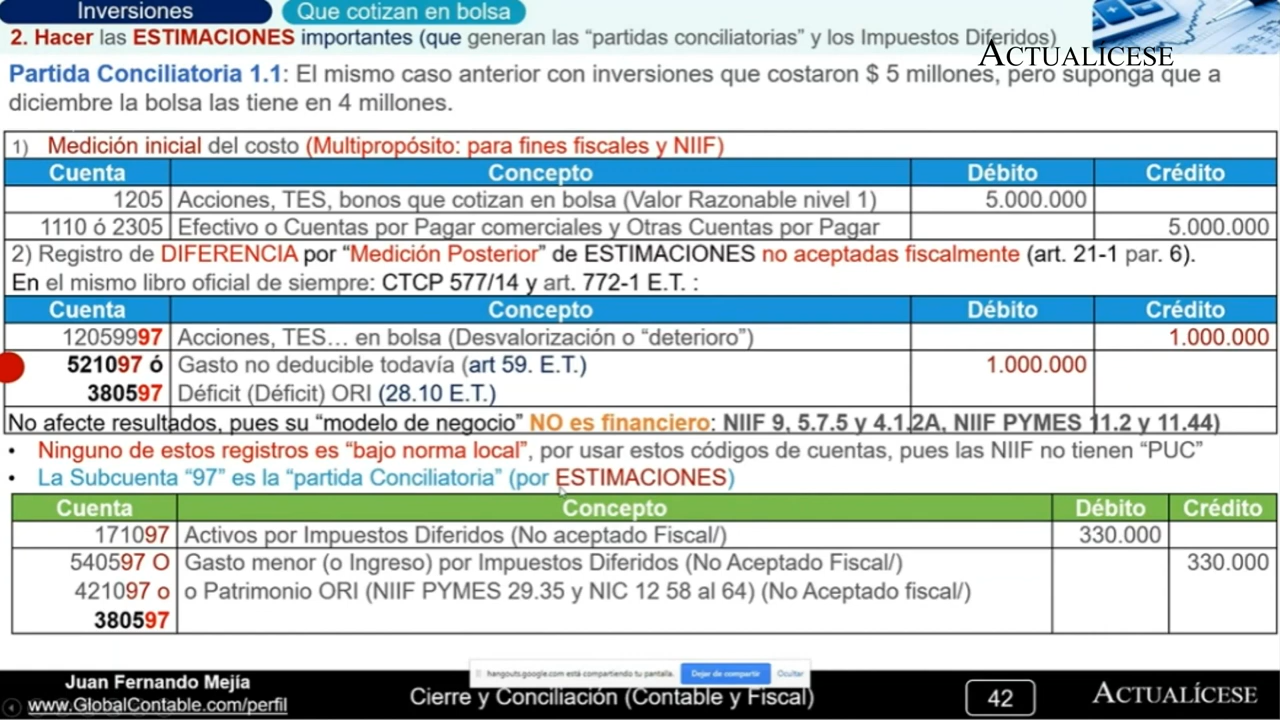 Inversiones
Que cotizan en bolsa
2. Hacer las ESTIMACIONES importantes (que generan las “partidas conciliatorias” y los Impuestos Diferidos)
ACTUALÍCESE
Partida Conciliatoria 1.1: El mismo caso anterior con inversiones que costaron $ 5 millones, pero suponga que a
diciembre la bolsa las tiene en 4 millones.
1) Medición inicial del costo (Multipropósito: para fines fiscales y NIIF)
Cuenta Concepto Débito Crédito
1205 Acciones, TES, bonos que cotizan en bolsa (Valor Razonable nivel 1) 5.000.000
1110 ó 2305 Efectivo o Cuentas por Pagar comerciales y Otras Cuentas por Pagar 5.000.000
2) Registro de DIFERENCIA por “Medición Posterior” de ESTIMACIONES no aceptadas fiscalmente (art. 21-1 par. 6).
En el mismo libro oficial de siempre: CTCP 577/14 y art. 772-1 E.T. :
Cuenta Concepto Débito Crédito
12059997 Acciones, TES... en bolsa (Desvalorización o “deterioro”) 1.000.000
521097 ó Gasto no deducible todavía (art 59. E.T.) 1.000.000
380597 Déficit (Déficit) ORI (28.10 E.T.)
No afecte resultados, pues su “modelo de negocio” NO es financiero: NIIF 9, 5.7.5 y 4.1.2A, NIIF PYMES 11.2 y 11.44)
• Ninguno de estos registros es “bajo norma local”, por usar estos códigos de cuentas, pues las NIIF no tienen “PUC”
• La Subcuenta “97” es la “partida Conciliatoria” (por ESTIMACIONES)
Cuenta Concepto Débito Crédito
171097 Activos por Impuestos Diferidos (No aceptado Fiscal/) 330.000
540597 O Gasto menor (o Ingreso) por Impuestos Diferidos (No Aceptado Fiscal/) 330.000
421097 o o Patrimonio ORI (NIIF PYMES 29.35 y NIC 12 58 al 64) (No Aceptado fiscal/)
380597
hangouts.google.com está compartiendo tu pantalla. Dejar de compartir Ocultar
Juan Fernando Mejía
www.GlobalContable.com/perfil
Cierre y Conciliación (Contable y Fiscal)
42
ACTUALÍCESE